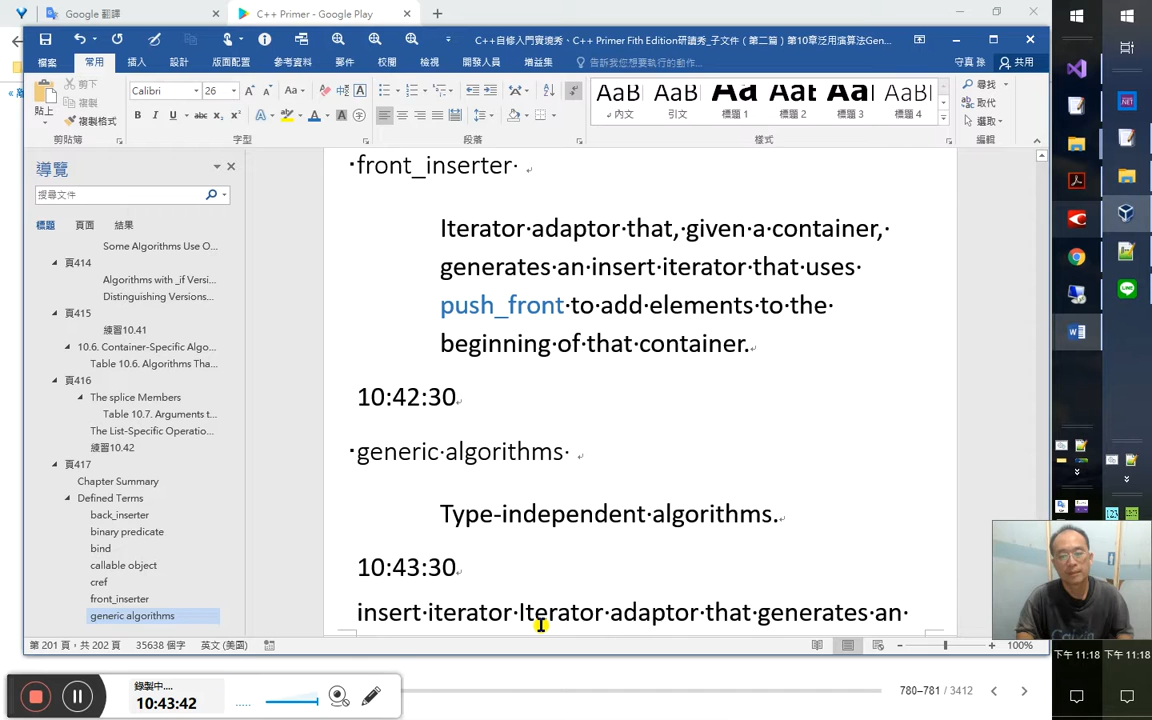 Google 翻譯
C++ Primer - Google Play
C++自修入門實境秀、C++ Primer Fith Edition研讀秀_子文件（第二篇）第10章泛用演算法Gen...
檔案 常用 插入 設計 版面配置 參考資料 郵件 校閱 檢視 開發人員 增益集 告訴我您想要執行的動作... 守真 孫 共用
貼上 剪下 複製 複製格式
Calibri 26
AaB AaB Aa Aab Aal AaB
內文 引文 標題 1 標題 2 標題 3 標題 4
尋找 取代 選取
剪貼簿 字型 段落 樣式 編輯
導覽
搜尋文件
標題 頁面 結果
Some Algorithms Use O...
頁414
Algorithms with _if Versi...
Distinguishing Versions...
頁415
練習10.41
10.6. Container-Specific Algo...
Table 10.6. Algorithms Tha...
頁416
The splice Members
Table 10.7. Arguments t...
The List-Specific Operatio...
練習10.42
頁417
Chapter Summary
Defined Terms
back_inserter
binary predicate
bind
callable object
cref
front_inserter
generic algorithms
front_inserter
Iterator adaptor that, given a container,
generates an insert iterator that uses
push_front to add elements to the
beginning of that container.
10:42:30
generic algorithms
Type-independent algorithms.
10:43:30
insert iterator Iterator adaptor that generates an
第 201 頁，共 202 頁 35638 個字 英文 (美國) 100%
錄製中....
10:43:42
780–781 / 3412
下午 11:18 下午 11:18